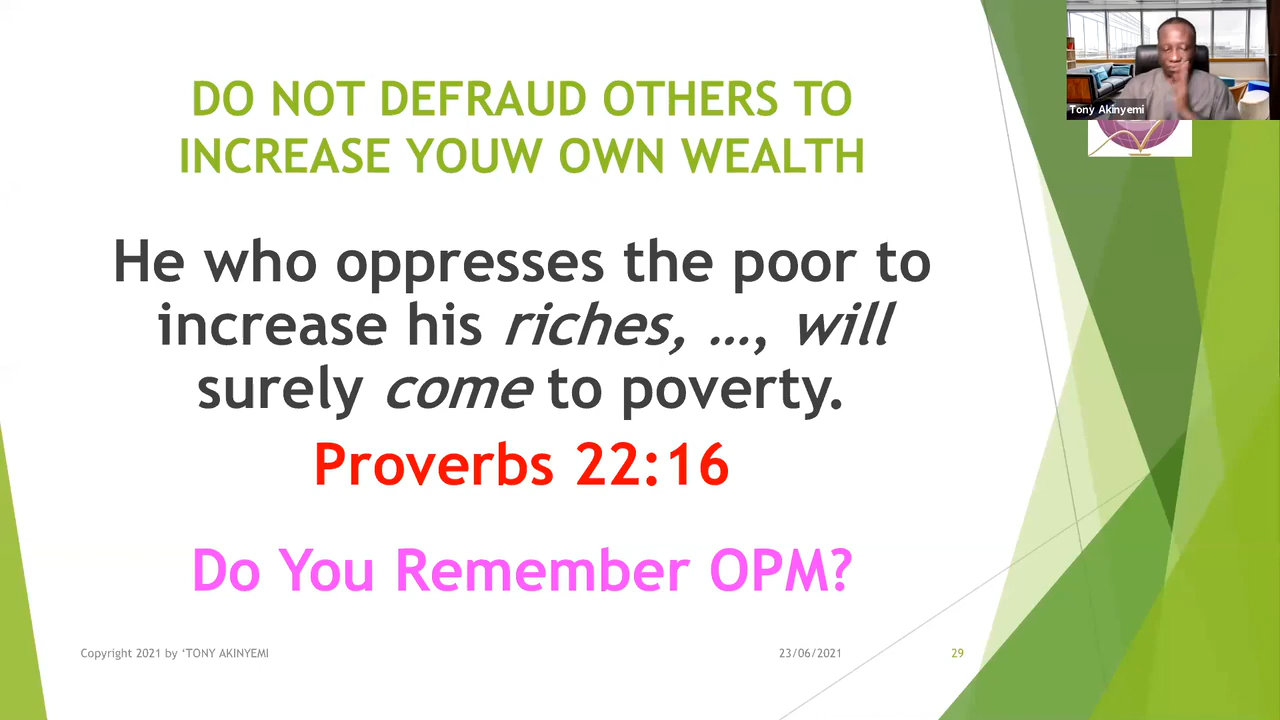 DO NOT DEFRAUD OTHERS TO
INCREASE YOUW OWN WEALTH
He who oppresses the poor to
increase his riches, …, will
surely come to poverty.
Proverbs 22:16
Do You Remember OPM?
Copyright 2021 by ‘TONY AKINYEMI
23/06/2021
29
Tony Akinyemi